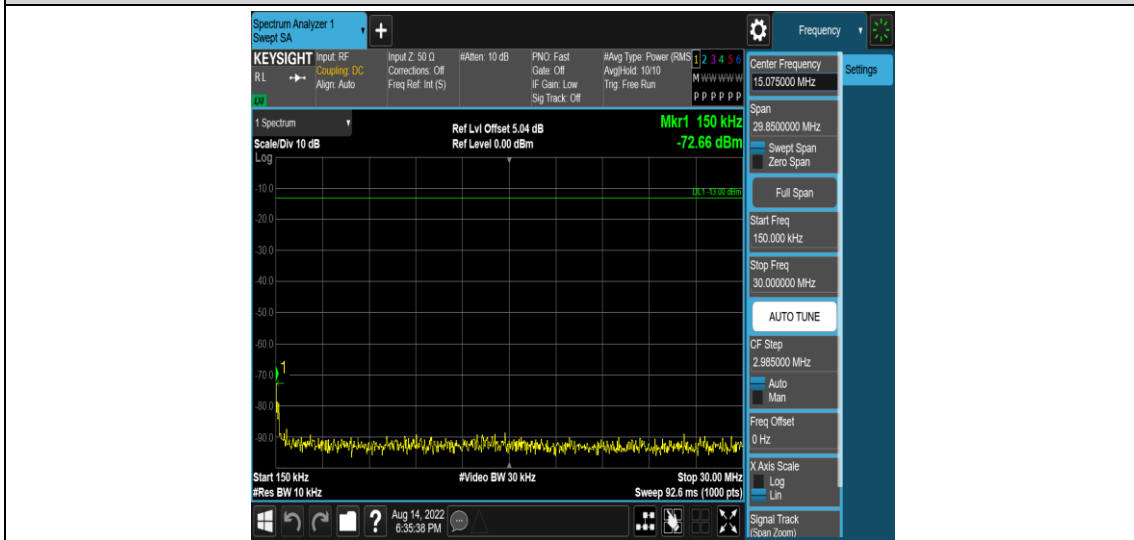 Spectrum Analyzer 1
Swept SA
+
Frequency
KEYSIGHT
RL
LXI
Input: RF
Coupling: DC
Align: Auto
Input Z: 50 Ω
Corrections: Off
Freq Ref: Int (S)
#Atten: 10 dB
PNO: Fast
Gate: Off
IF Gain: Low
Sig Track: Off
#Avg Type: Power (RMS
Avg|Hold: 10/10
Trig: Free Run
1 2 3 4 5 6
M W W W W W
P P P P P P
Center Frequency
15.075000 MHz
Settings
Span
29.8500000 MHz
Swept Span
Zero Span
Full Span
Start Freq
150.000 kHz
Stop Freq
30.000000 MHz
AUTO TUNE
CF Step
2.985000 MHz
Auto
Man
Freq Offset
0 Hz
X Axis Scale
Log
Lin
Signal Track
(Span Zoom)
1 Spectrum
Scale/Div 10 dB
Log
Ref Lvl Offset 5.04 dB
Ref Level 0.00 dBm
Mkr1 150 kHz
-72.66 dBm
DL1 -13.00 dBm
-10.0
-20.0
-30.0
-40.0
-50.0
-60.0
-70.0
-80.0
-90.0
1
Start 150 kHz
#Video BW 30 kHz
Stop 30.00 MHz
#Res BW 10 kHz
Sweep 92.6 ms (1000 pts)
?
Aug 14, 2022
6:35:38 PM